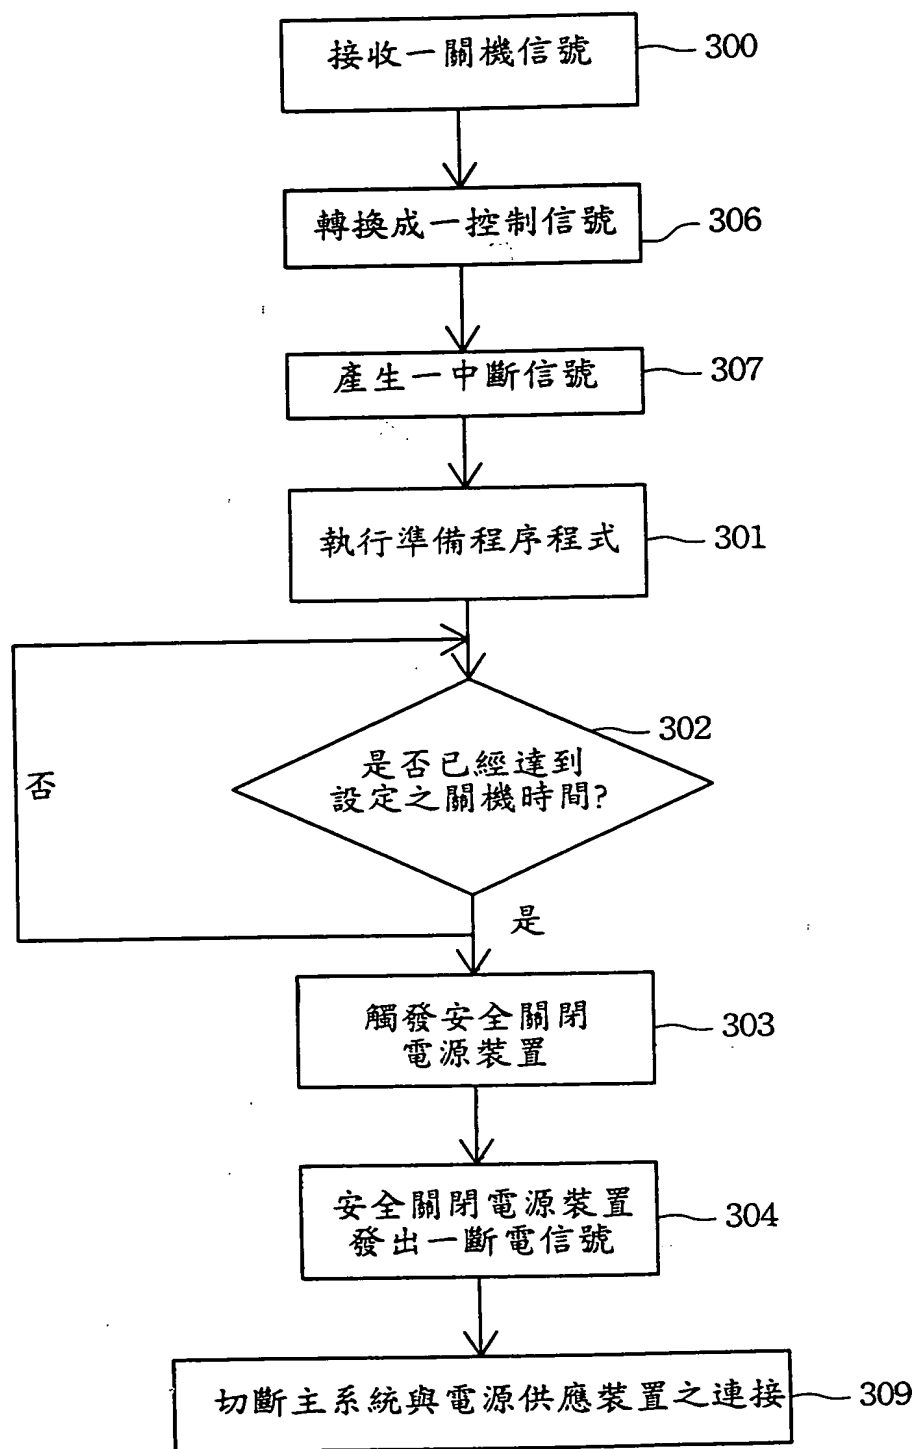 接收一關機信號
300
轉換成一控制信號
306
產生一中斷信號
307
執行準備程序程式
301
302
是否已經達到
設定之關機時間?
否
是
觸發安全關閉
電源裝置
303
安全關閉電源裝置
發出一斷電信號
304
切斷主系統與電源供應裝置之連接
309